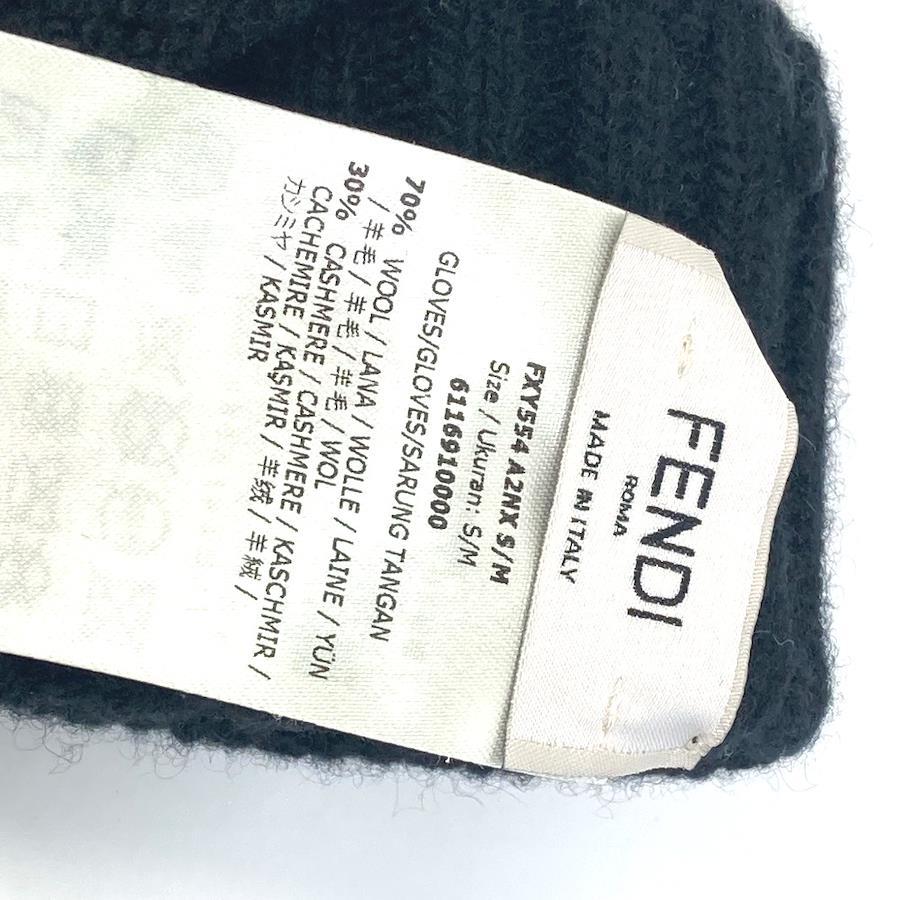 FENDI
ROMA
MADE IN ITALY
FXY554 A2NX S/M
Size / Ukuran: S/M
6116910000
GLOVES/GLOVES/SARUNG TANGAN
70% WOOL / LANA / WOLLE / LAINE / YÜN
/ 羊毛 / 羊毛 / 羊毛 / WOL
30% CASHMERE / CASHMERE / KASCHMIR /
CACHEMIRE / KAŞMIR / 羊绒 / 羊絨 /
カシミヤ / KASMIR